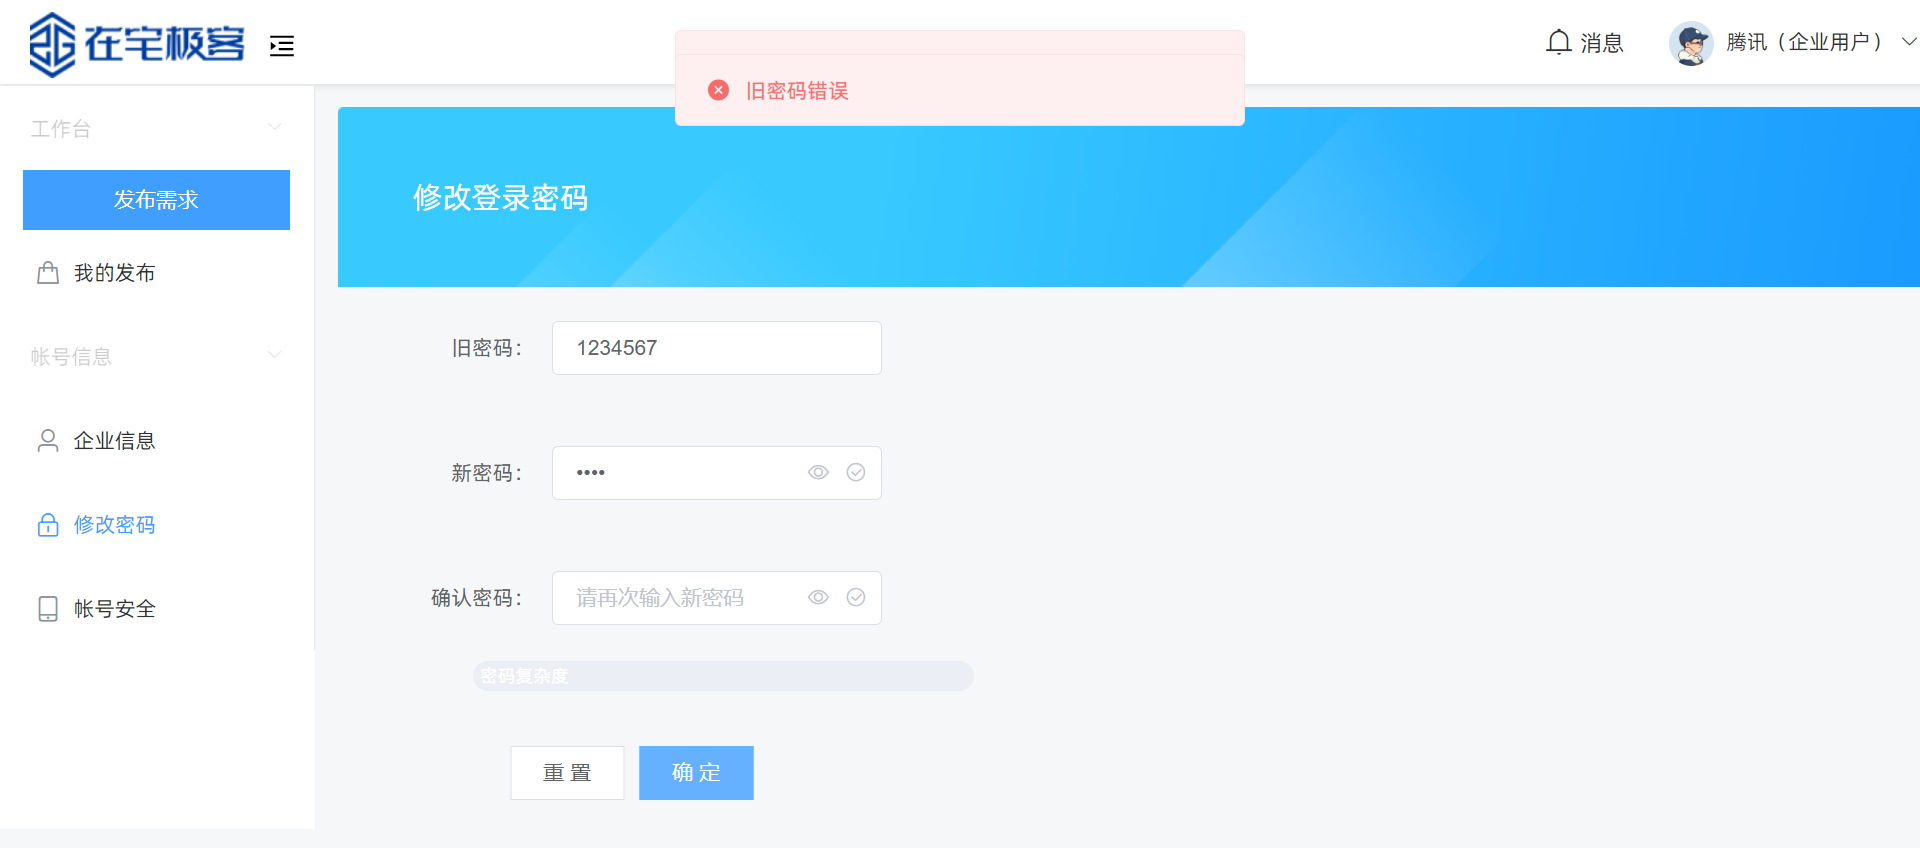 在宅极客
消息
腾讯（企业用户）
旧密码错误
工作台
发布需求
我的发布
帐号信息
企业信息
修改密码
帐号安全
修改登录密码
旧密码：
1234567
新密码：
••••
确认密码：
请再次输入新密码
密码复杂度
重 置
确 定